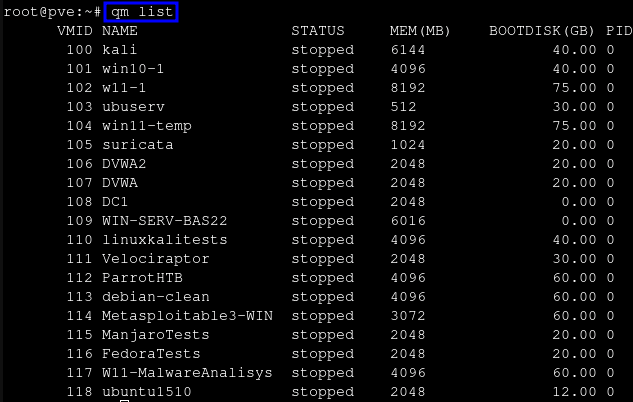 root@pve:~# qm list
VMID NAME STATUS MEM(MB) BOOTDISK(GB) PID
100 kali stopped 6144 40.00 0
101 win10-1 stopped 4096 40.00 0
102 w11-1 stopped 8192 75.00 0
103 ubuserv stopped 512 30.00 0
104 win11-temp stopped 8192 75.00 0
105 suricata stopped 1024 20.00 0
106 DVWA2 stopped 2048 20.00 0
107 DVWA stopped 2048 20.00 0
108 DC1 stopped 2048 0.00 0
109 WIN-SERV-BAS22 stopped 6016 0.00 0
110 linuxkalitests stopped 4096 40.00 0
111 Velociraptor stopped 2048 30.00 0
112 ParrotHTB stopped 4096 60.00 0
113 debian-clean stopped 4096 60.00 0
114 Metasploitable3-WIN stopped 3072 60.00 0
115 ManjaroTests stopped 2048 20.00 0
116 FedoraTests stopped 2048 20.00 0
117 W11-MalwareAnalisys stopped 4096 60.00 0
118 ubuntu1510 stopped 2048 12.00 0